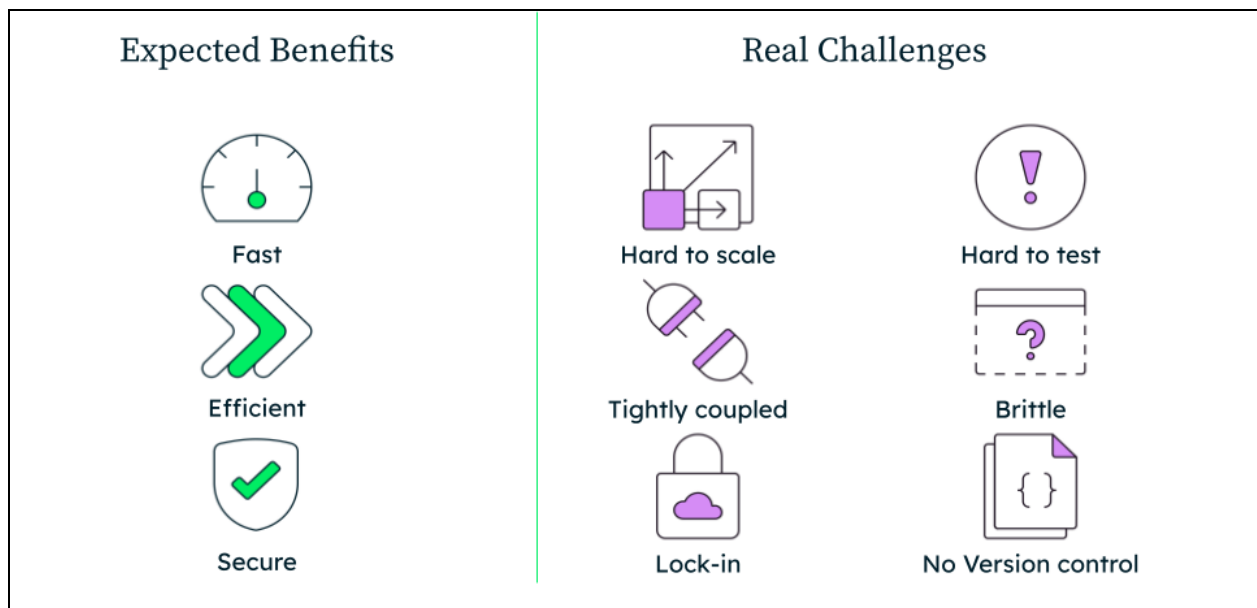 Expected Benefits
Fast
Efficient
Secure
Real Challenges
Hard to scale
Hard to test
Tightly coupled
Brittle
Lock-in
No Version control